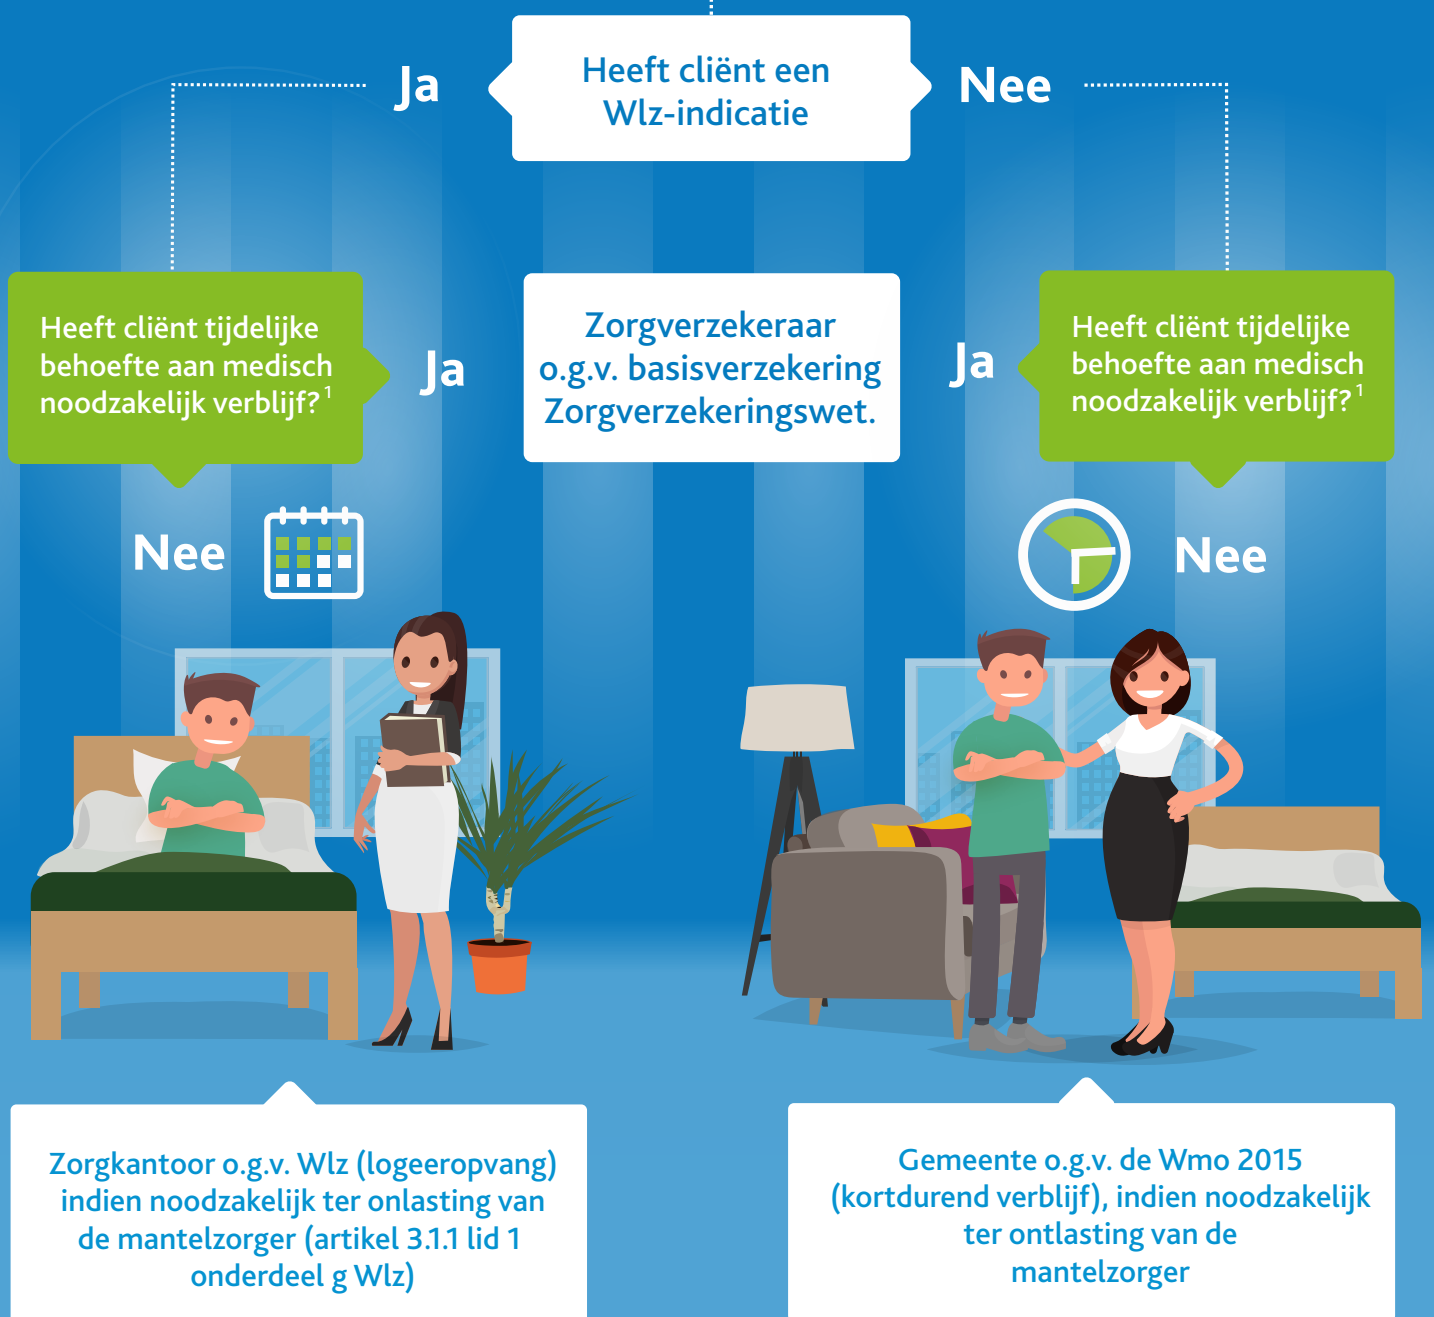 Heeft cliënt een
Wlz-indicatie
Ja
Nee
Heeft cliënt tijdelijke
behoefte aan medisch
noodzakelijk verblijf?¹
Ja
Nee
Zorgverzekeraar
o.g.v. basisverzekering
Zorgverzekeringswet.
Ja
Heeft cliënt tijdelijke
behoefte aan medisch
noodzakelijk verblijf?¹
Nee
Zorgkantoor o.g.v. Wlz (logeeropvang)
indien noodzakelijk ter onlasting van
de mantelzorger (artikel 3.1.1 lid 1
onderdeel g Wlz)
Gemeente o.g.v. de Wmo 2015
(kortdurend verblijf), indien noodzakelijk
ter ontlasting van de
mantelzorger